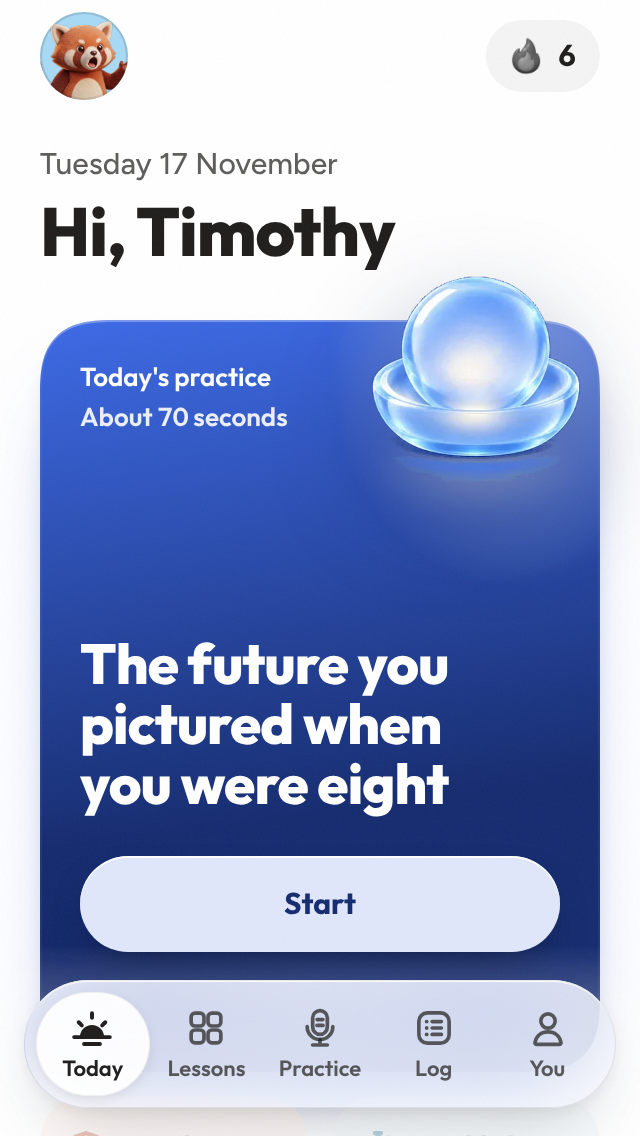 6
Tuesday 17 November
Hi, Timothy
Today's practice
About 70 seconds
The future you
pictured when
you were eight
Start
Today
Lessons
Practice
Log
You